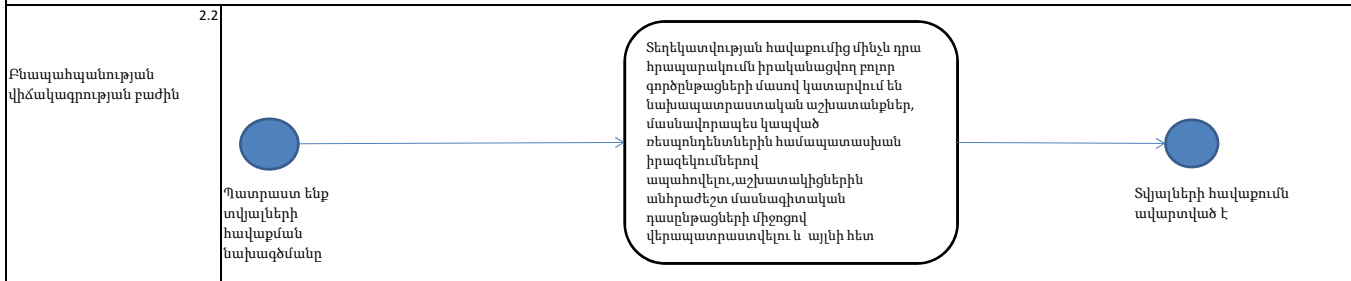 2.2
Բնապահպանության
վիճակագրության բաժին
Պատրաստ ենք
տվյալների
հավաքման
նախագծմանը
Տեղեկատվության հավաքումից մինչև դրա
հրապարակումն իրականացվող բոլոր
գործընթացների մասով կատարվում են
նախապատրաստական աշխատանքներ,
մասնավորապես կապված
ռեսպոնդենտներին համապատասխան
իրազեկումներով
ապահովելու,աշխատակիցներին
անհրաժեշտ մասնագիտական
դասընթացների միջոցով
վերապատրաստվելու և այլնի հետ
Տվյալների հավաքումն
ավարտված է